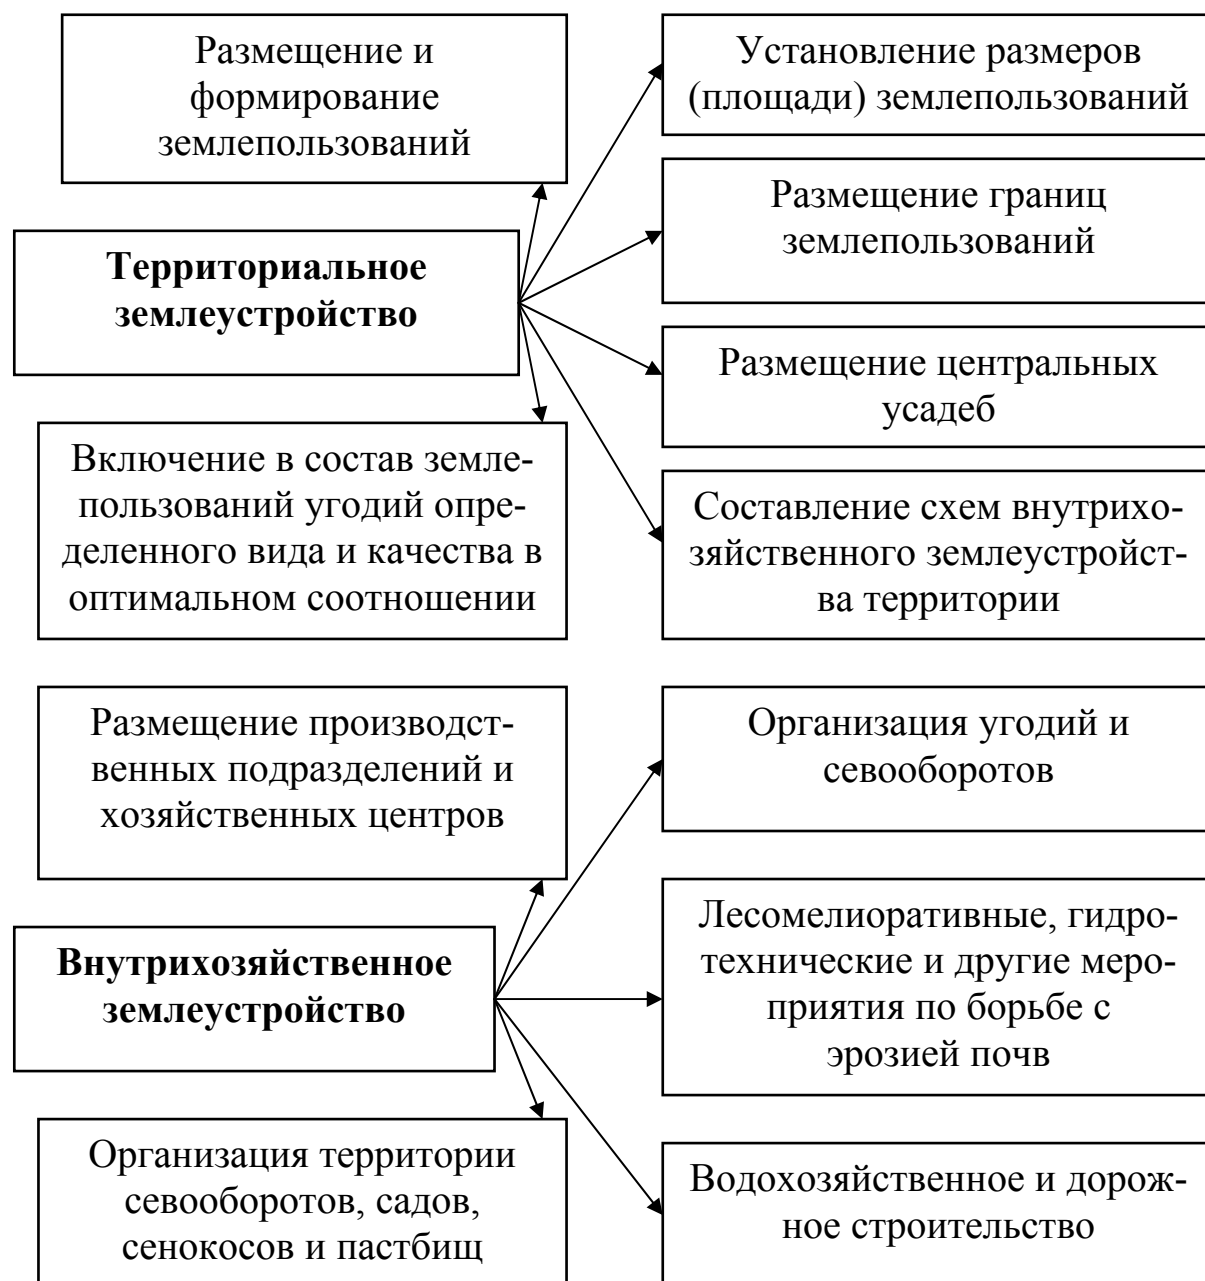 Размещение и
формирование
землепользований
Установление размеров
(площади) землепользований
Размещение границ
землепользований
Территориальное
землеустройство
Размещение центральных
усадеб
Включение в состав земле-
пользований угодий опре-
деленного вида и качества в
оптимальном соотношении
Составление схем внутрихо-
зяйственного землеустройст-
ва территории
Размещение производст-
венных подразделений и
хозяйственных центров
Организация угодий и
севооборотов
Внутрихозяйственное
землеустройство
Лесомелиоративные, гидро-
технические и другие меро-
приятия по борьбе с
эрозией почв
Организация территории
севооборотов, садов,
сенокосов и пастбищ
Водохозяйственное и дорож-
ное строительство